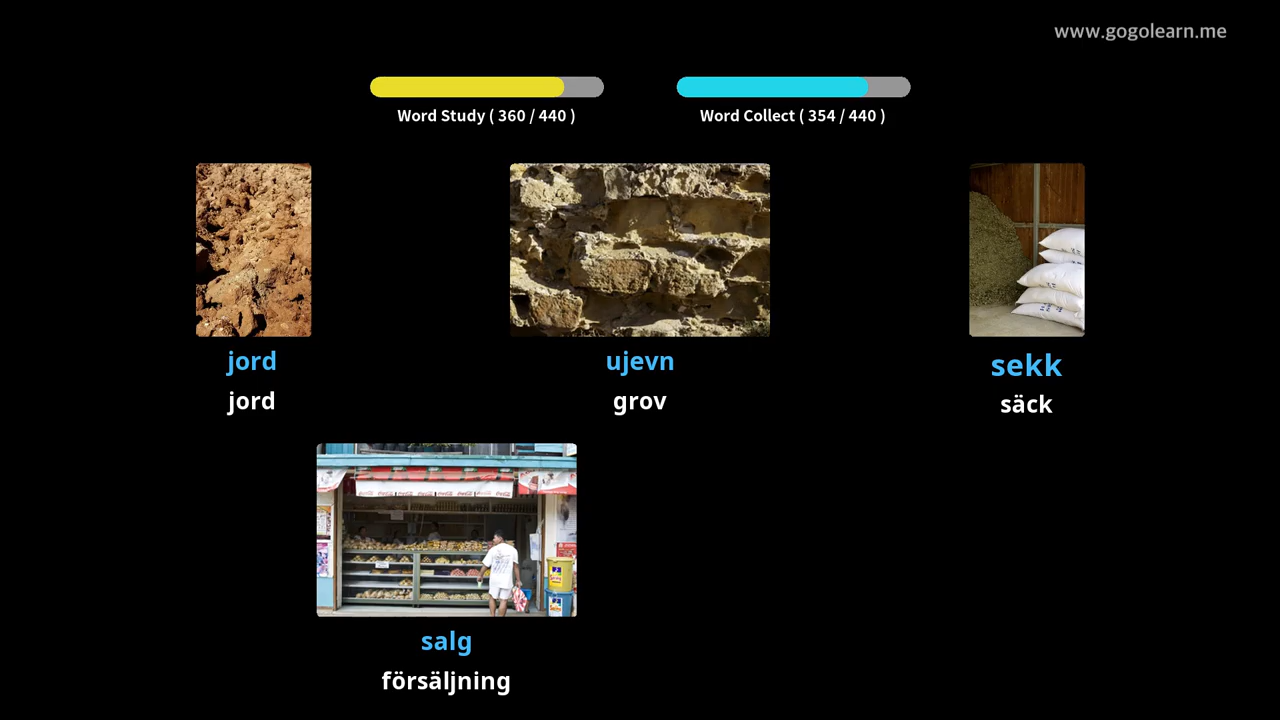 www.gogolearn.me
Word Study ( 360 / 440 )
Word Collect ( 354 / 440 )
jord
jord
ujevn
grov
sekk
säck
salg
försäljning